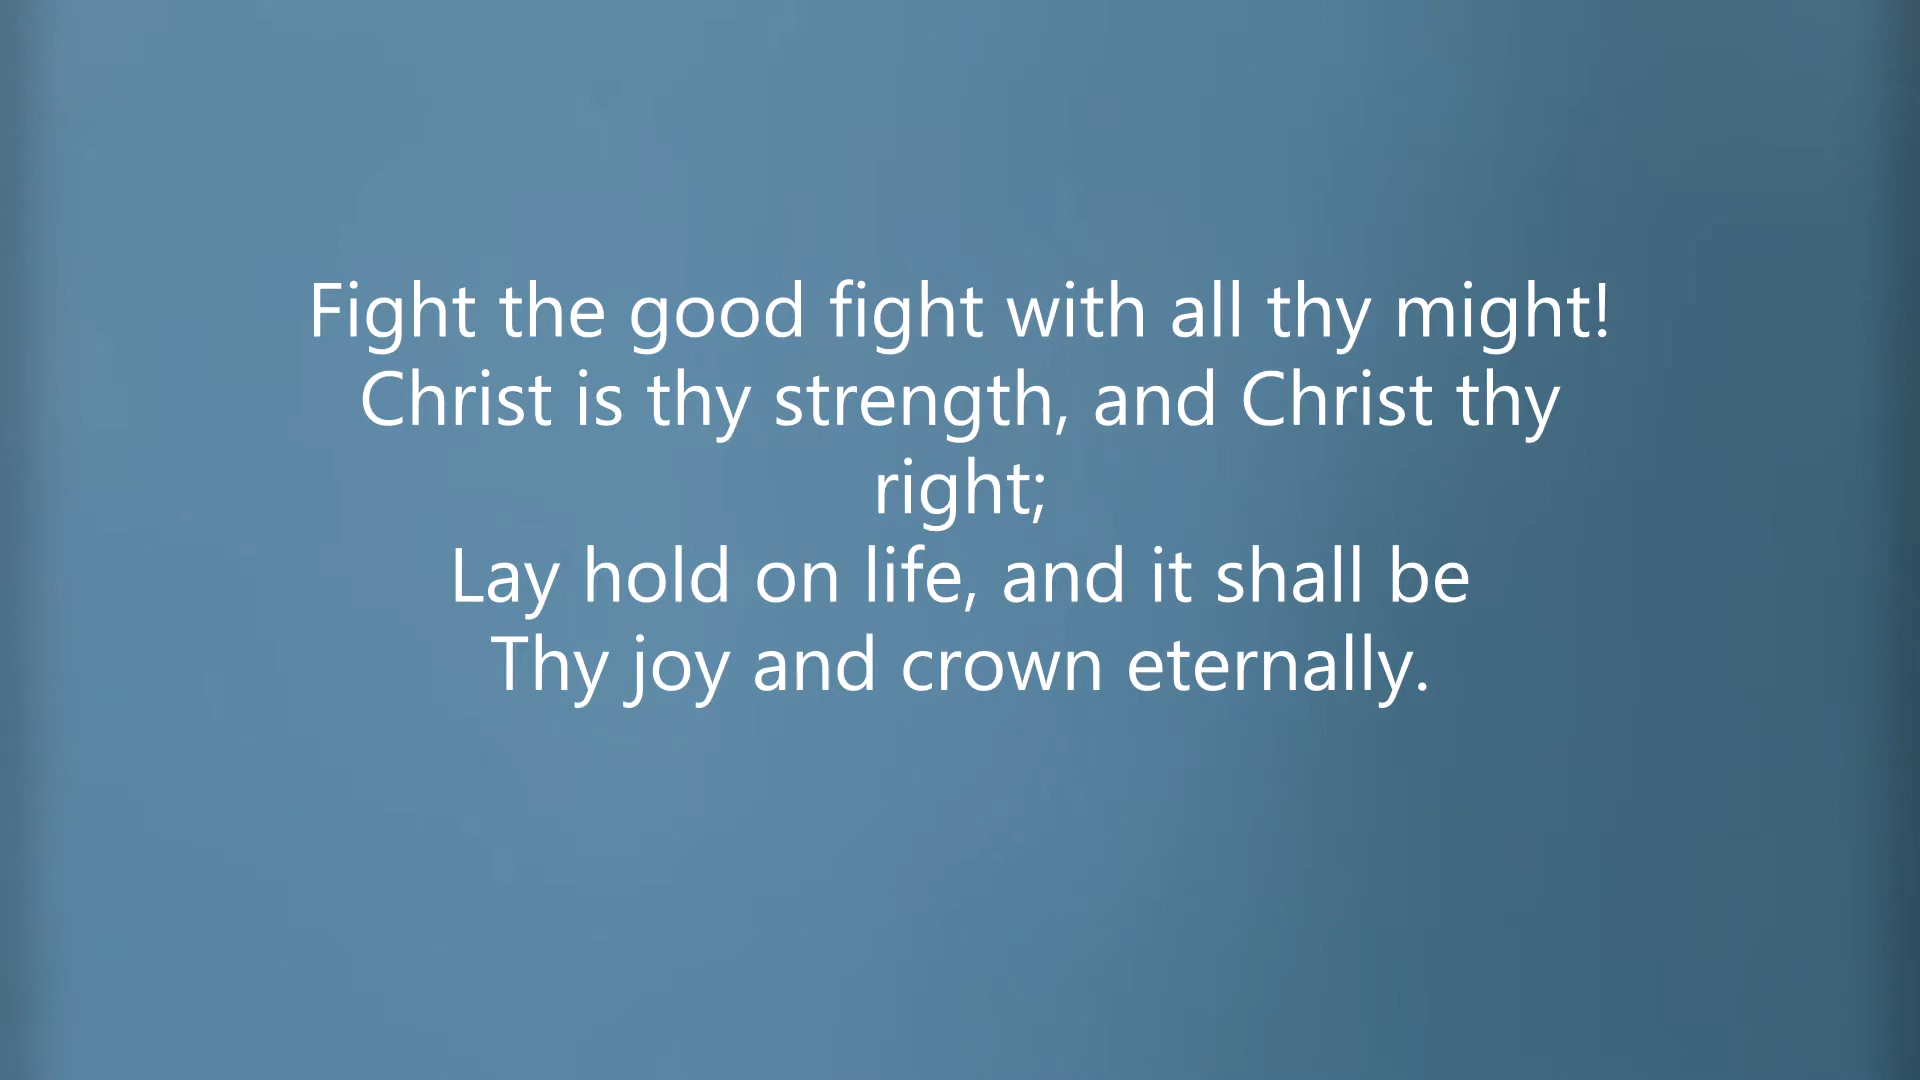 Fight the good fight with all thy might!
Christ is thy strength, and Christ thy
right;
Lay hold on life, and it shall be
Thy joy and crown eternally.